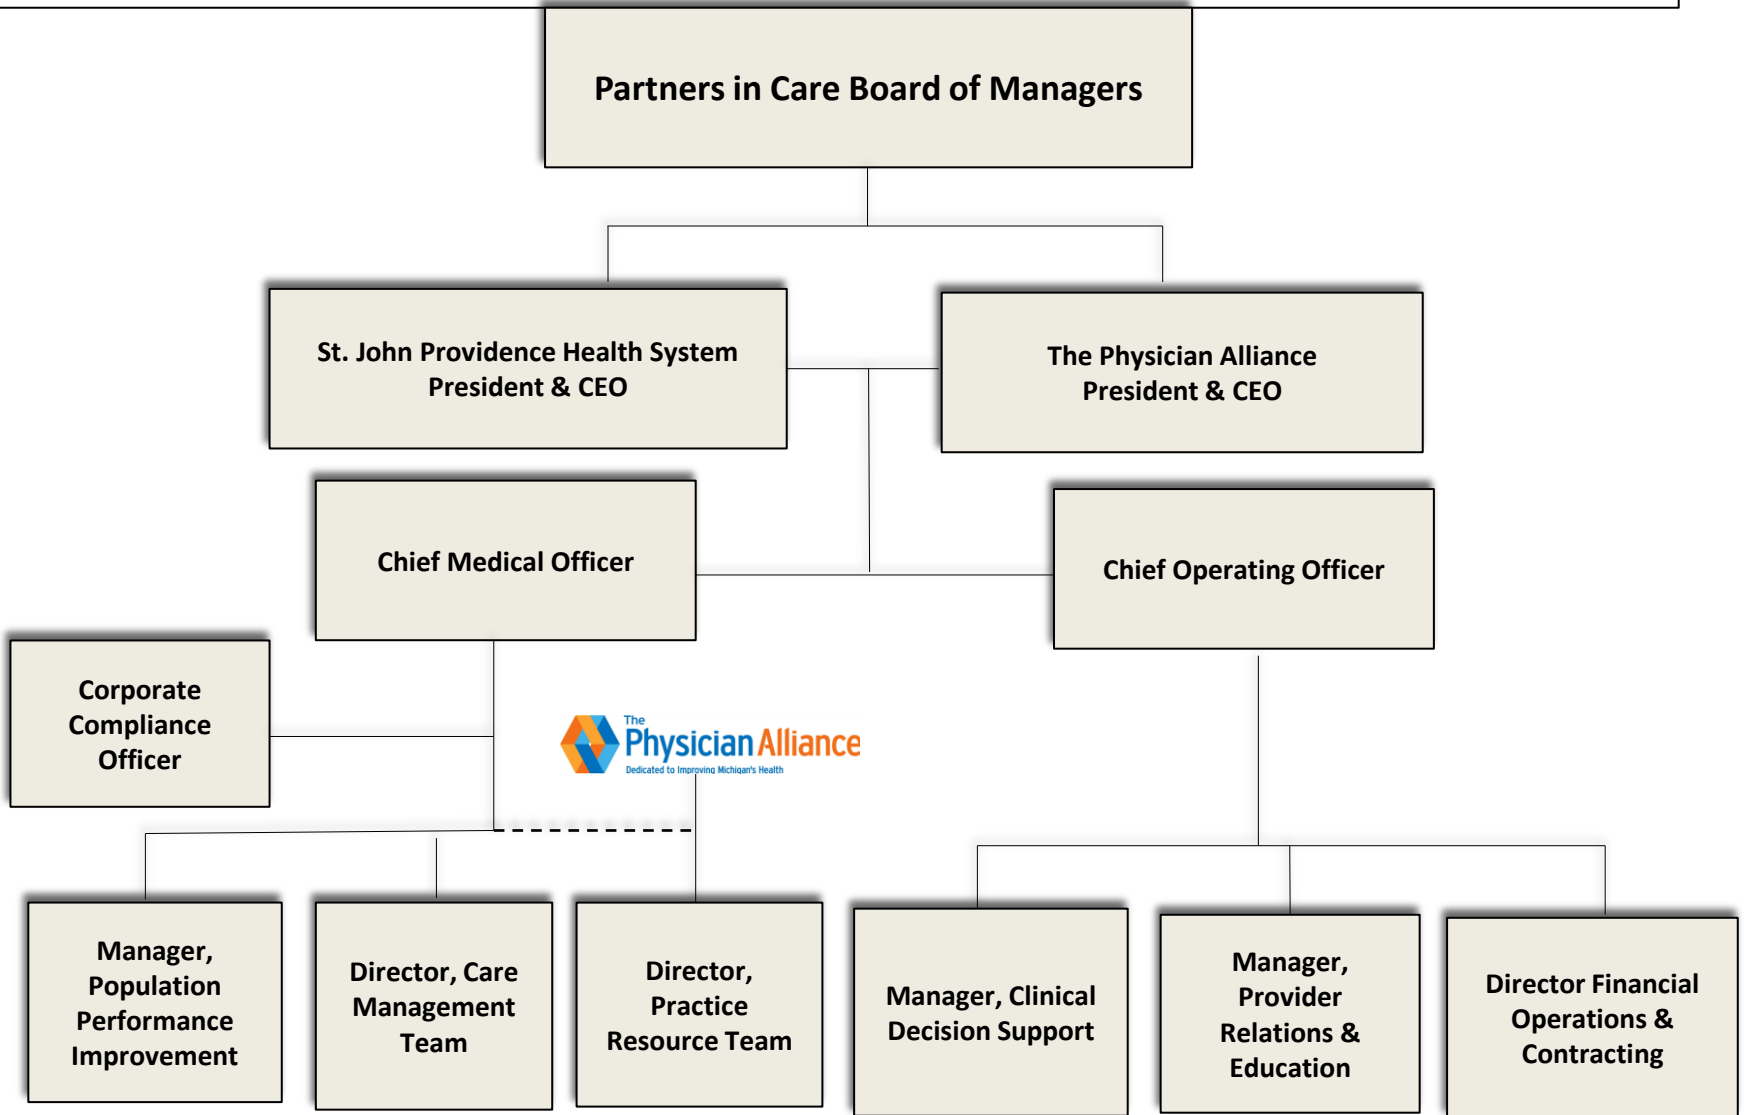 Partners in Care Board of Managers
St. John Providence Health System
President & CEO
The Physician Alliance
President & CEO
Chief Medical Officer
Chief Operating Officer
Corporate
Compliance
Officer
The
Physician Alliance
Dedicated to Improving Michigan's Health
Manager,
Population
Performance
Improvement
Director, Care
Management
Team
Director,
Practice
Resource Team
Manager, Clinical
Decision Support
Manager,
Provider
Relations &
Education
Director Financial
Operations &
Contracting